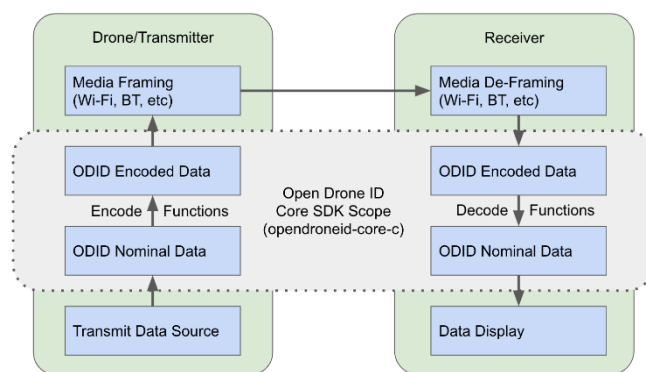 Drone/Transmitter
Media Framing
(Wi-Fi, BT, etc)
ODID Encoded Data
Encode Functions
ODID Nominal Data
Transmit Data Source
Open Drone ID
Core SDK Scope
(opendroneid-core-c)
Receiver
Media De-Framing
(Wi-Fi, BT, etc)
ODID Encoded Data
Decode Functions
ODID Nominal Data
Data Display